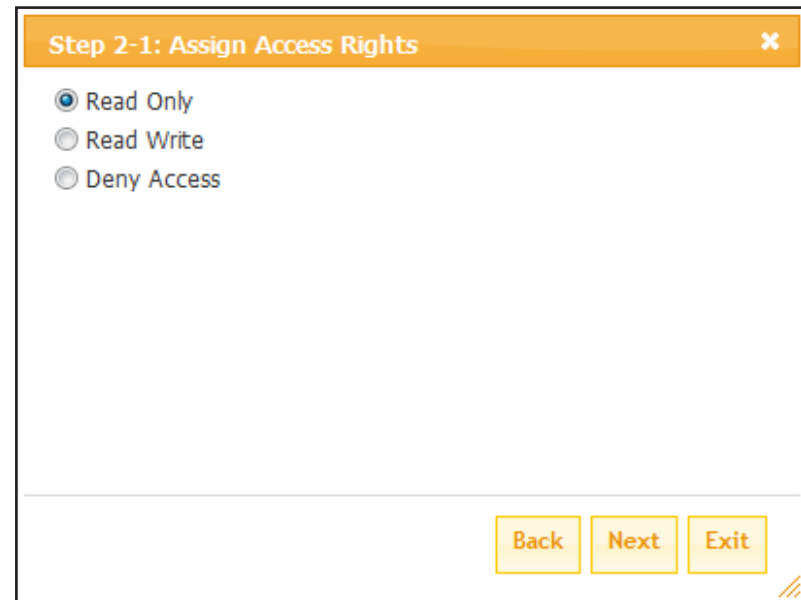 Step 2-1: Assign Access Rights
Read Only
Read Write
Deny Access
Back Next Exit